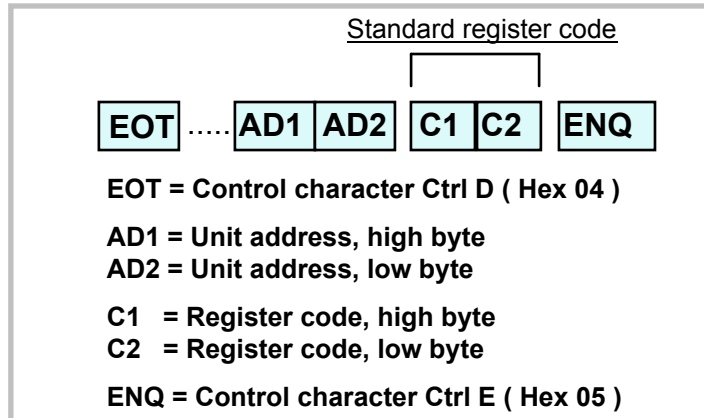 Standard register code
EOT ..... AD1 AD2 C1 C2 ENQ
EOT = Control character Ctrl D ( Hex 04 )
AD1 = Unit address, high byte
AD2 = Unit address, low byte
C1 = Register code, high byte
C2 = Register code, low byte
ENQ = Control character Ctrl E ( Hex 05 )